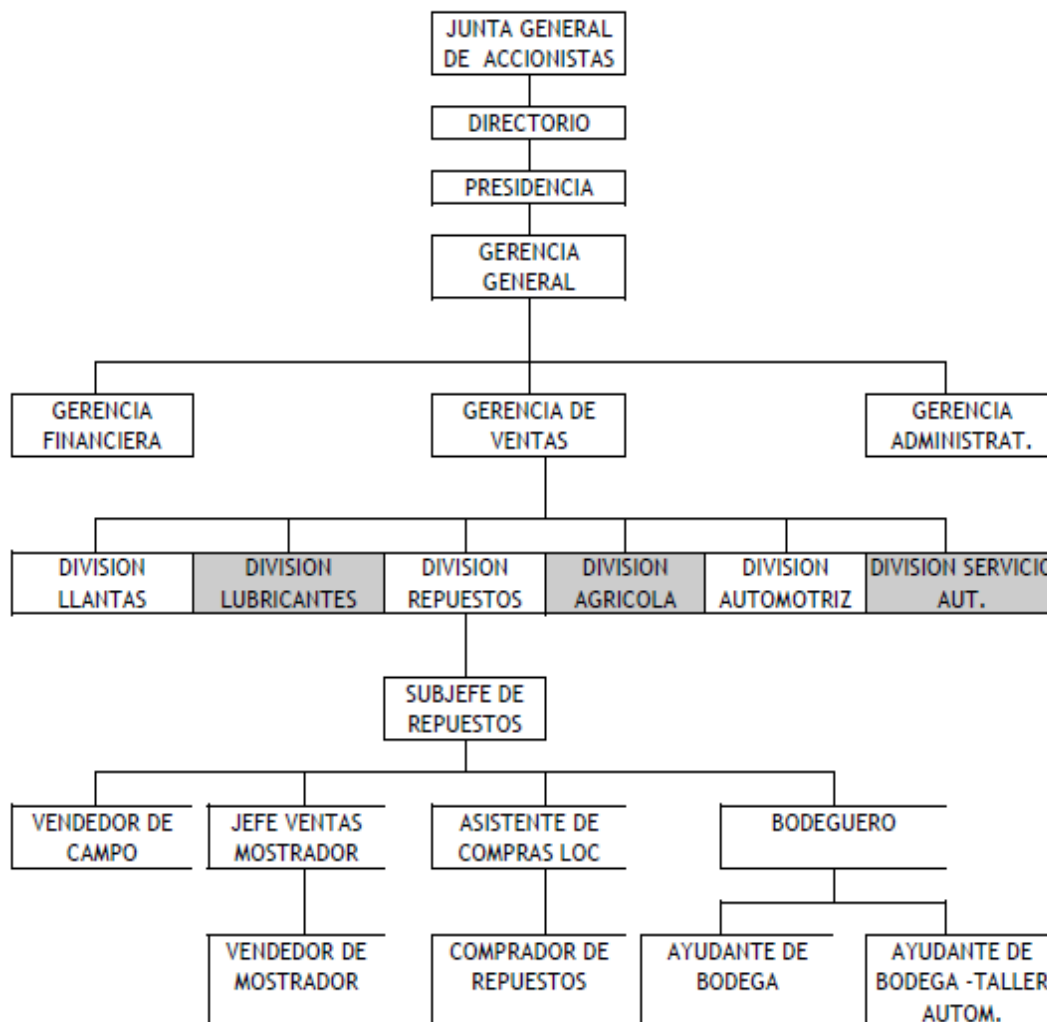 JUNTA GENERAL
DE ACCIONISTAS
DIRECTORIO
PRESIDENCIA
GERENCIA
GENERAL
GERENCIA
FINANCIERA
GERENCIA DE
VENTAS
GERENCIA
ADMINISTRAT.
DIVISION
LLANTAS
DIVISION
LUBRICANTES
DIVISION
REPUESTOS
DIVISION
AGRICOLA
DIVISION
AUTOMOTRIZ
DIVISION SERVICIO
AUT.
SUBJEFE DE
REPUESTOS
VENDEDOR DE
CAMPO
JEFE VENTAS
MOSTRADOR
ASISTENTE DE
COMPRAS LOC
BODEGUERO
VENDEDOR DE
MOSTRADOR
COMPRADOR DE
REPUESTOS
AYUDANTE DE
BODEGA
AYUDANTE DE
BODEGA -TALLER
AUTOM.